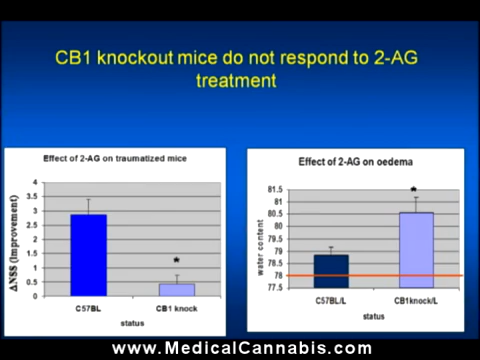 CB1 knockout mice do not respond to 2-AG
treatment
Effect of 2-AG on traumatized mice
ΔNSS (Improvement)
4
3.5
3
2.5
2
1.5
1
0.5
0
*
C57BL
CB1 knock
status
Effect of 2-AG on oedema
water content
81.5
81
80.5
80
79.5
79
78.5
78
77.5
*
C57BL/L
CB1knock/L
status
www.MedicalCannabis.com